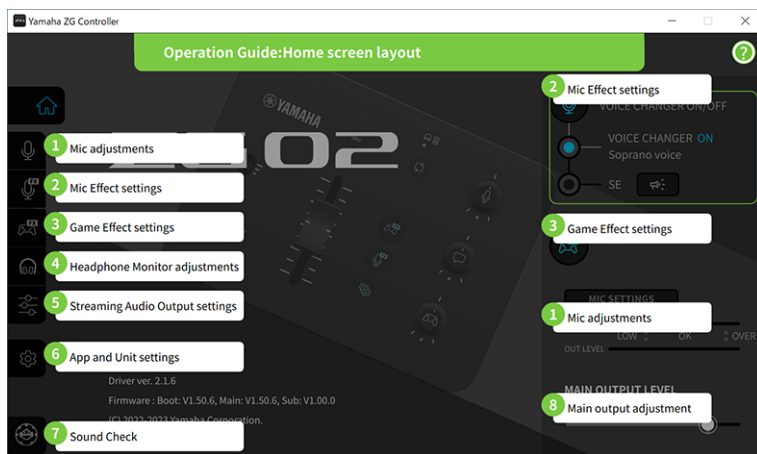 Yamaha ZG Controller
Operation Guide:Home screen layout
?
2 Mic Effect settings
VOICE CHANGER ON/OFF
YAMAHA
1 Mic adjustments
ZG02
VOICE CHANGER ON
Soprano voice
FX
2 Mic Effect settings
SE
FX
3 Game Effect settings
3 Game Effect settings
4 Headphone Monitor adjustments
5 Streaming Audio Output settings
MIC SETTINGS
1 Mic adjustments
LOW OK OVER
OUT LEVEL
6 App and Unit settings
Driver ver. 2.1.6
MAIN OUTPUT LEVEL
Firmware : Boot: V1.50.6, Main: V1.50.6, Sub: V1.00.0
8 Main output adjustment
(C) 2022-2023 Yamaha Corporation.
7 Sound Check